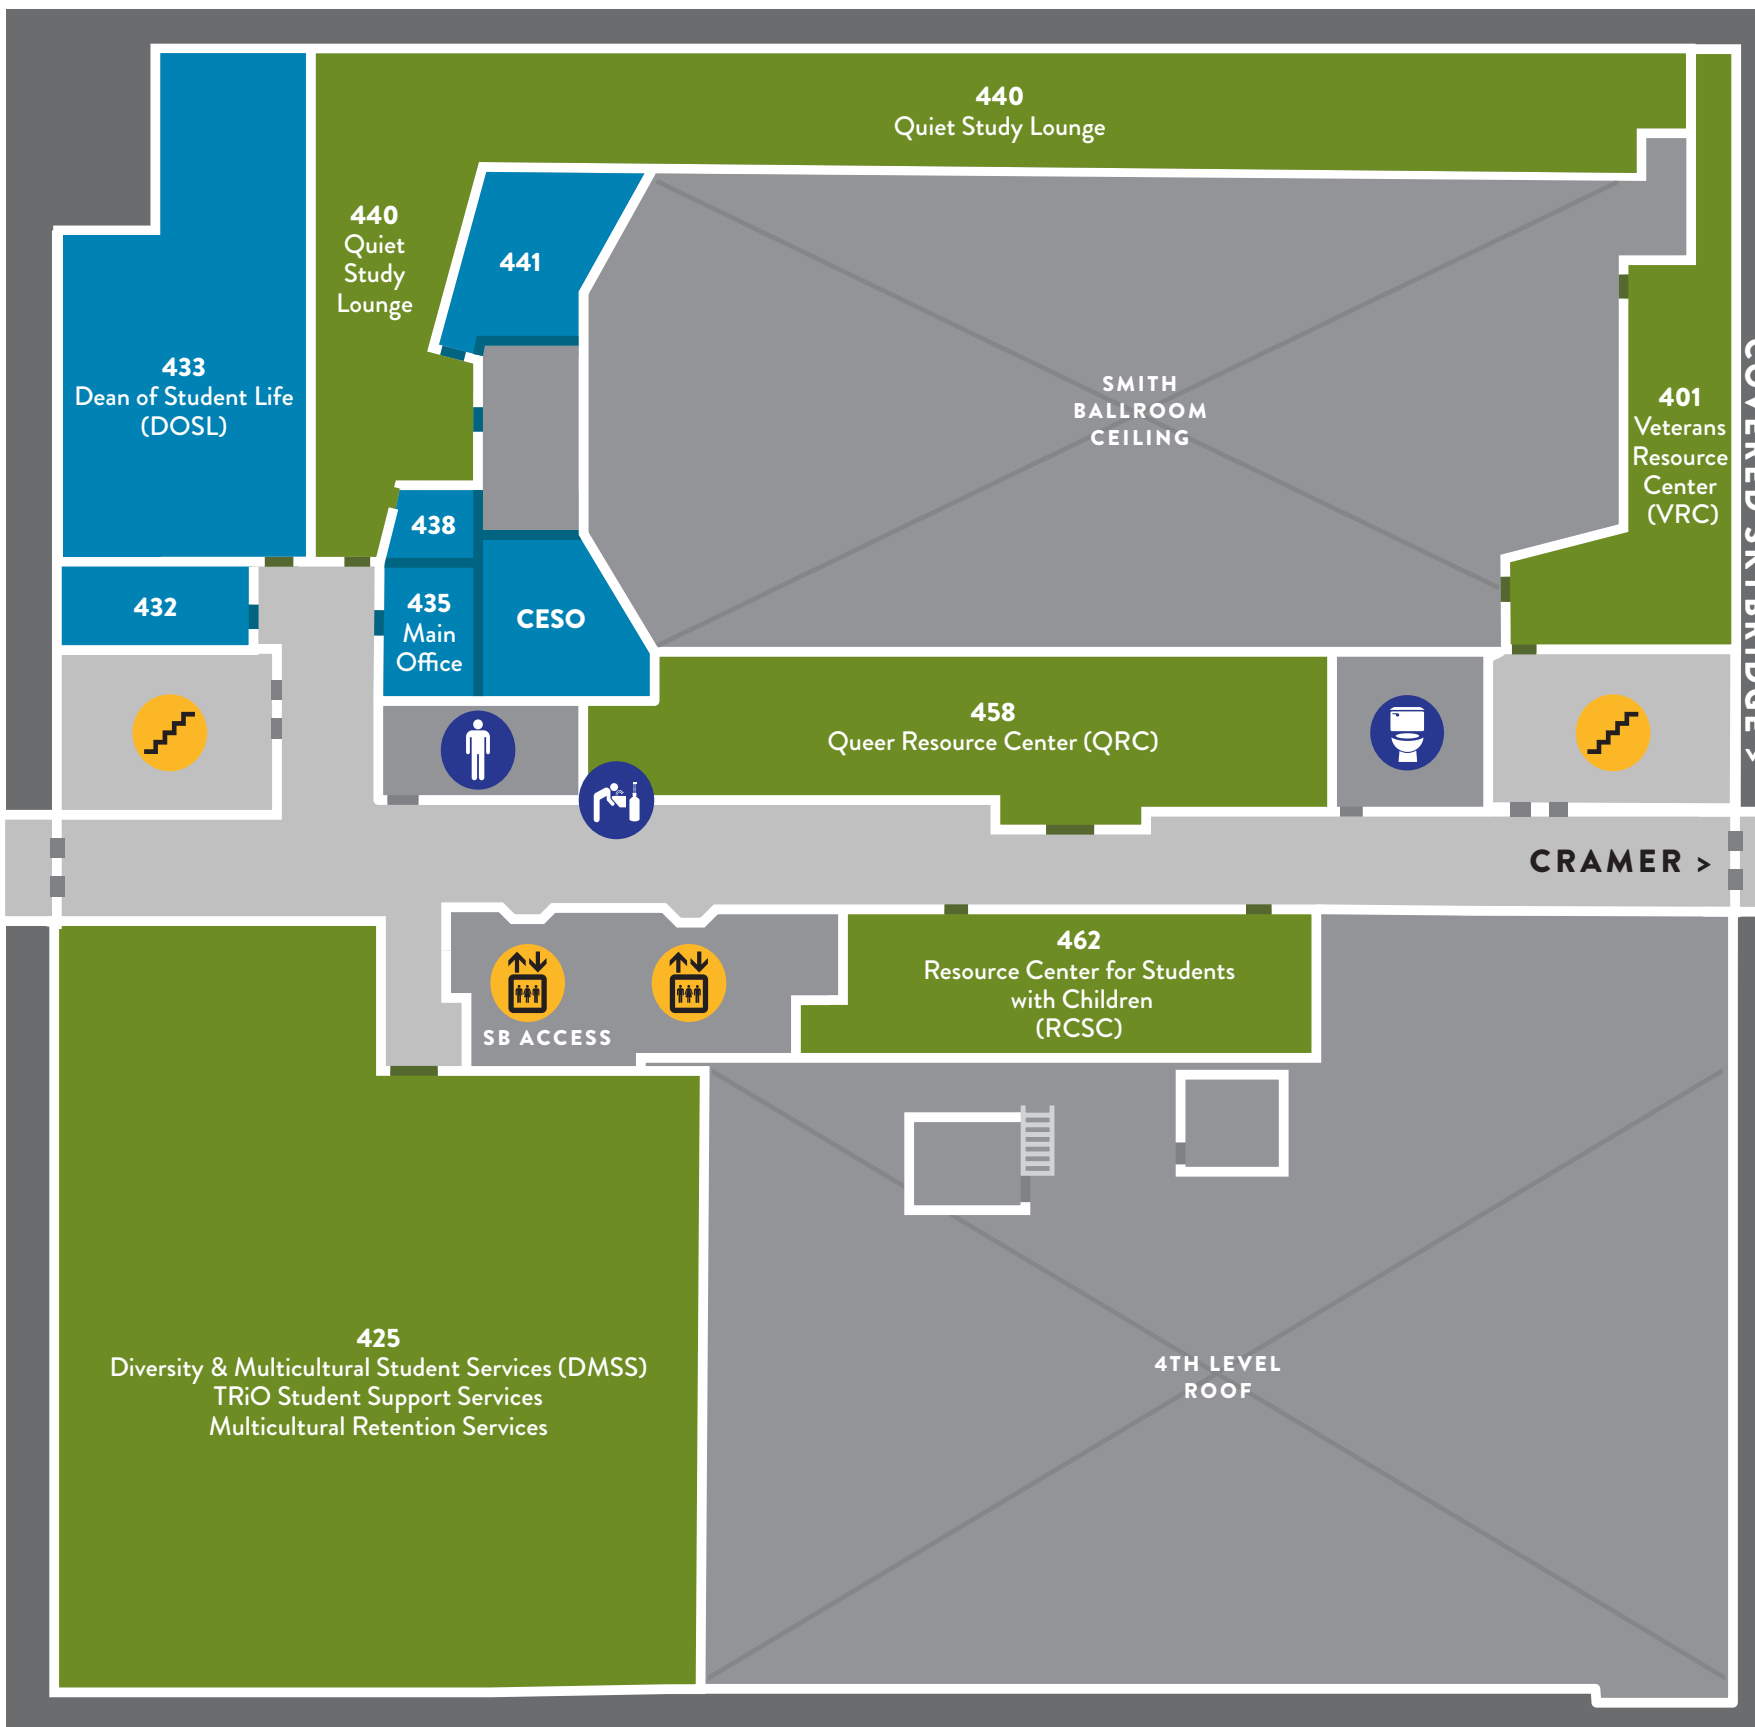 440
Quiet Study Lounge
440
Quiet
Study
Lounge
441
433
Dean of Student Life
(DOSL)
SMITH
BALLROOM
CEILING
401
Veterans
Resource
Center
(VRC)
COVERED SKYBRIDGE >
438
432
435
Main
Office
CESO
458
Queer Resource Center (QRC)
CRAMER >
462
Resource Center for Students
with Children
(RCSC)
SB ACCESS
425
Diversity & Multicultural Student Services (DMSS)
TRiO Student Support Services
Multicultural Retention Services
4TH LEVEL
ROOF